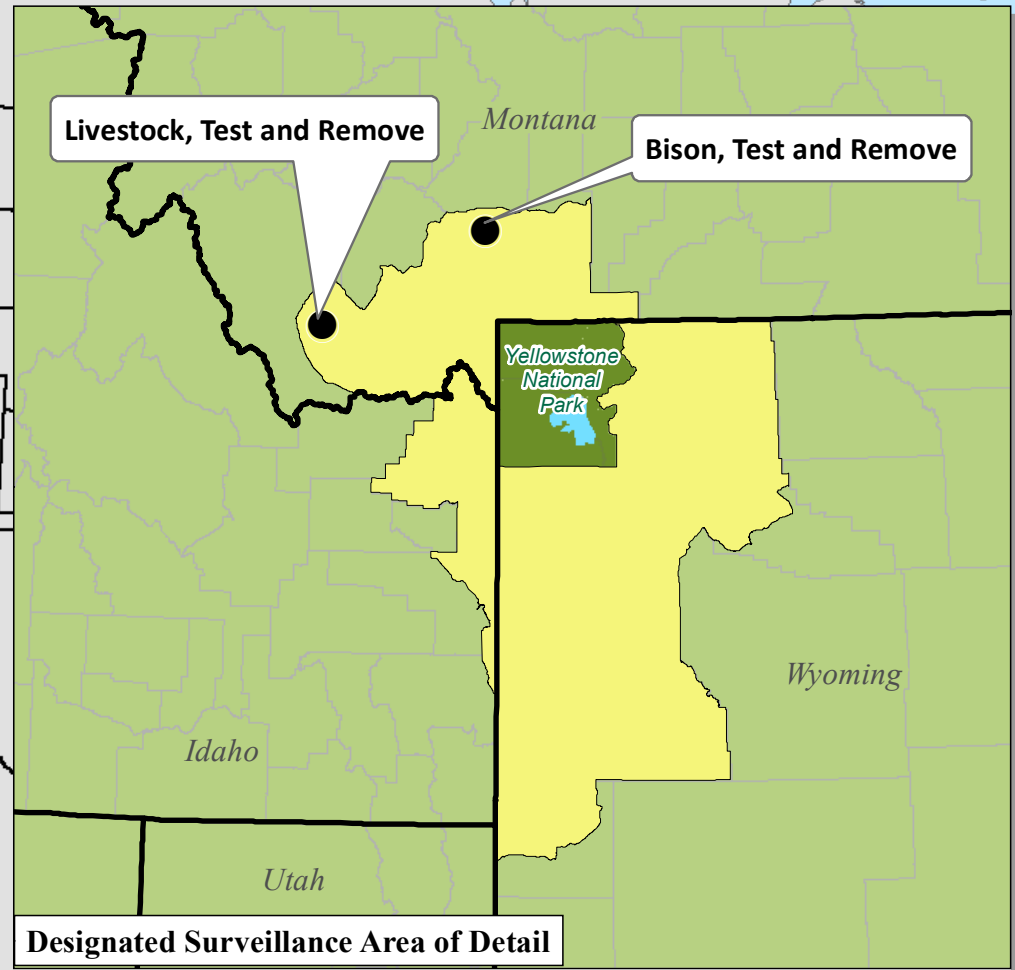 Montana
Livestock, Test and Remove
Bison, Test and Remove
Yellowstone
National
Park
Wyoming
Idaho
Utah
Designated Surveillance Area of Detail